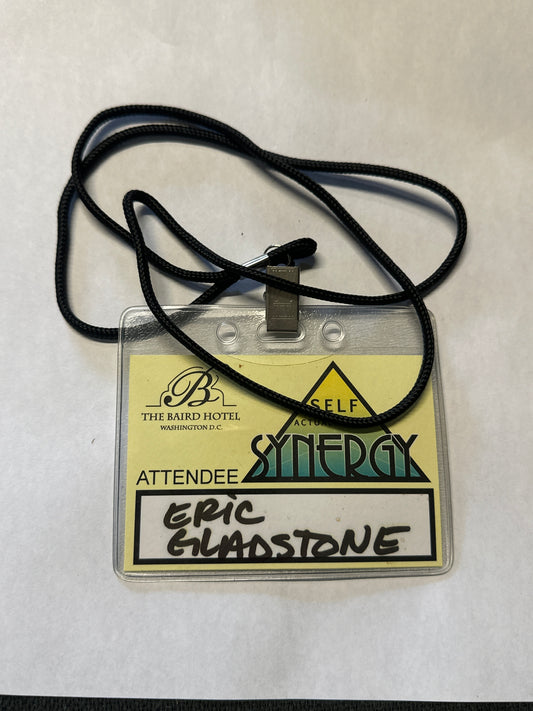 B
THE BAIRD HOTEL
WASHINGTON D.C.
SELF
SYNERGY
ATTENDEE
ERIC
GLADSTONE